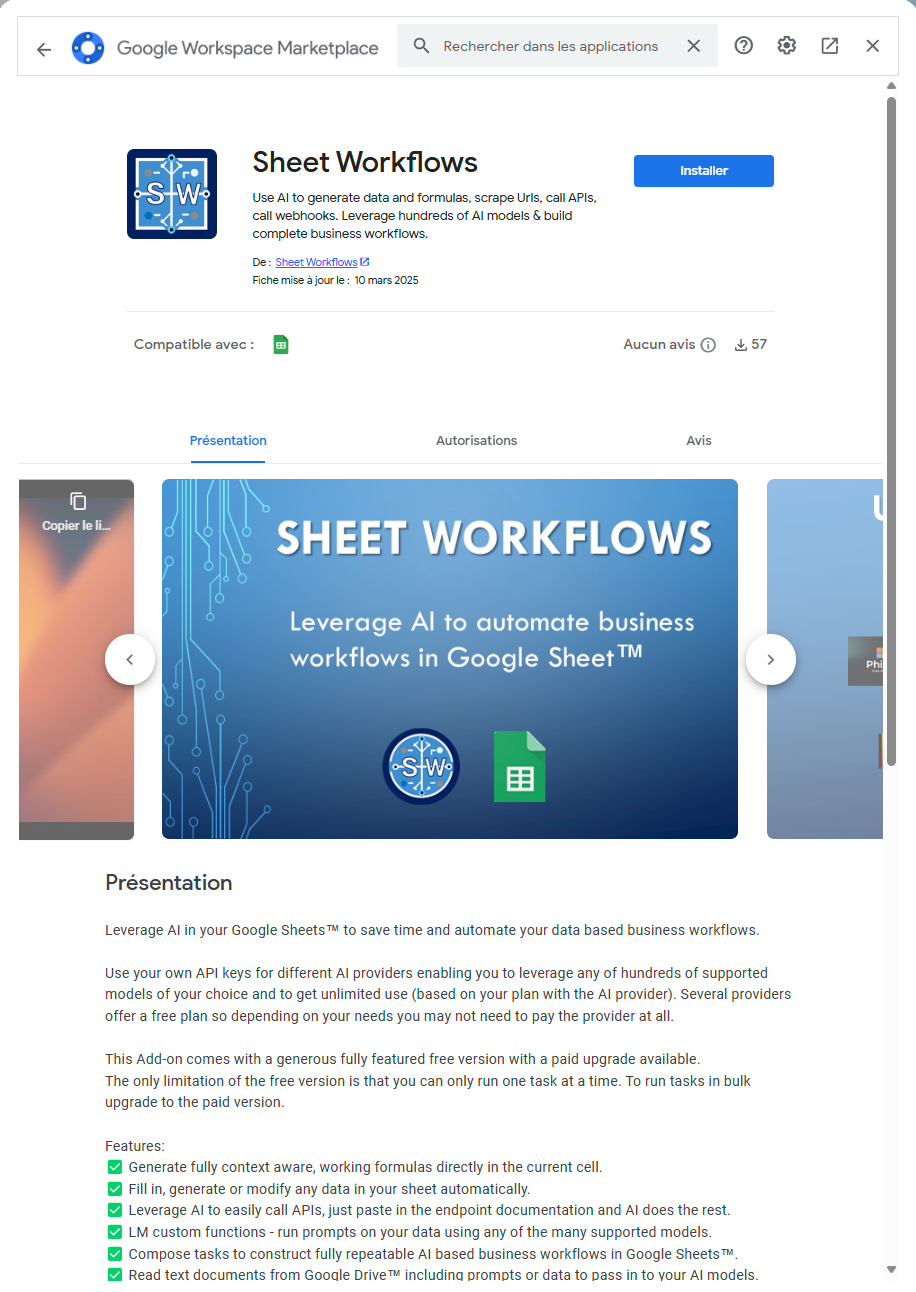 Google Workspace Marketplace
Rechercher dans les applications
Sheet Workflows
Installer
S W
Use AI to generate data and formulas, scrape Urls, call APIs,
call webhooks. Leverage hundreds of AI models & build
complete business workflows.
De : Sheet Workflows
Fiche mise à jour le : 10 mars 2025
Compatible avec :
Aucun avis
57
Présentation
Autorisations
Avis
Copier le li...
SHEET WORKFLOWS
Leverage AI to automate business
workflows in Google Sheet™
S W
Présentation
Leverage AI in your Google Sheets™ to save time and automate your data based business workflows.
Use your own API keys for different AI providers enabling you to leverage any of hundreds of supported
models of your choice and to get unlimited use (based on your plan with the AI provider). Several providers
offer a free plan so depending on your needs you may not need to pay the provider at all.
This Add-on comes with a generous fully featured free version with a paid upgrade available.
The only limitation of the free version is that you can only run one task at a time. To run tasks in bulk
upgrade to the paid version.
Features:
✅ Generate fully context aware, working formulas directly in the current cell.
✅ Fill in, generate or modify any data in your sheet automatically.
✅ Leverage AI to easily call APIs, just paste in the endpoint documentation and AI does the rest.
✅ LM custom functions - run prompts on your data using any of the many supported models.
✅ Compose tasks to construct fully repeatable AI based business workflows in Google Sheets™.
✅ Read text documents from Google Drive™ including prompts or data to pass in to your AI models.